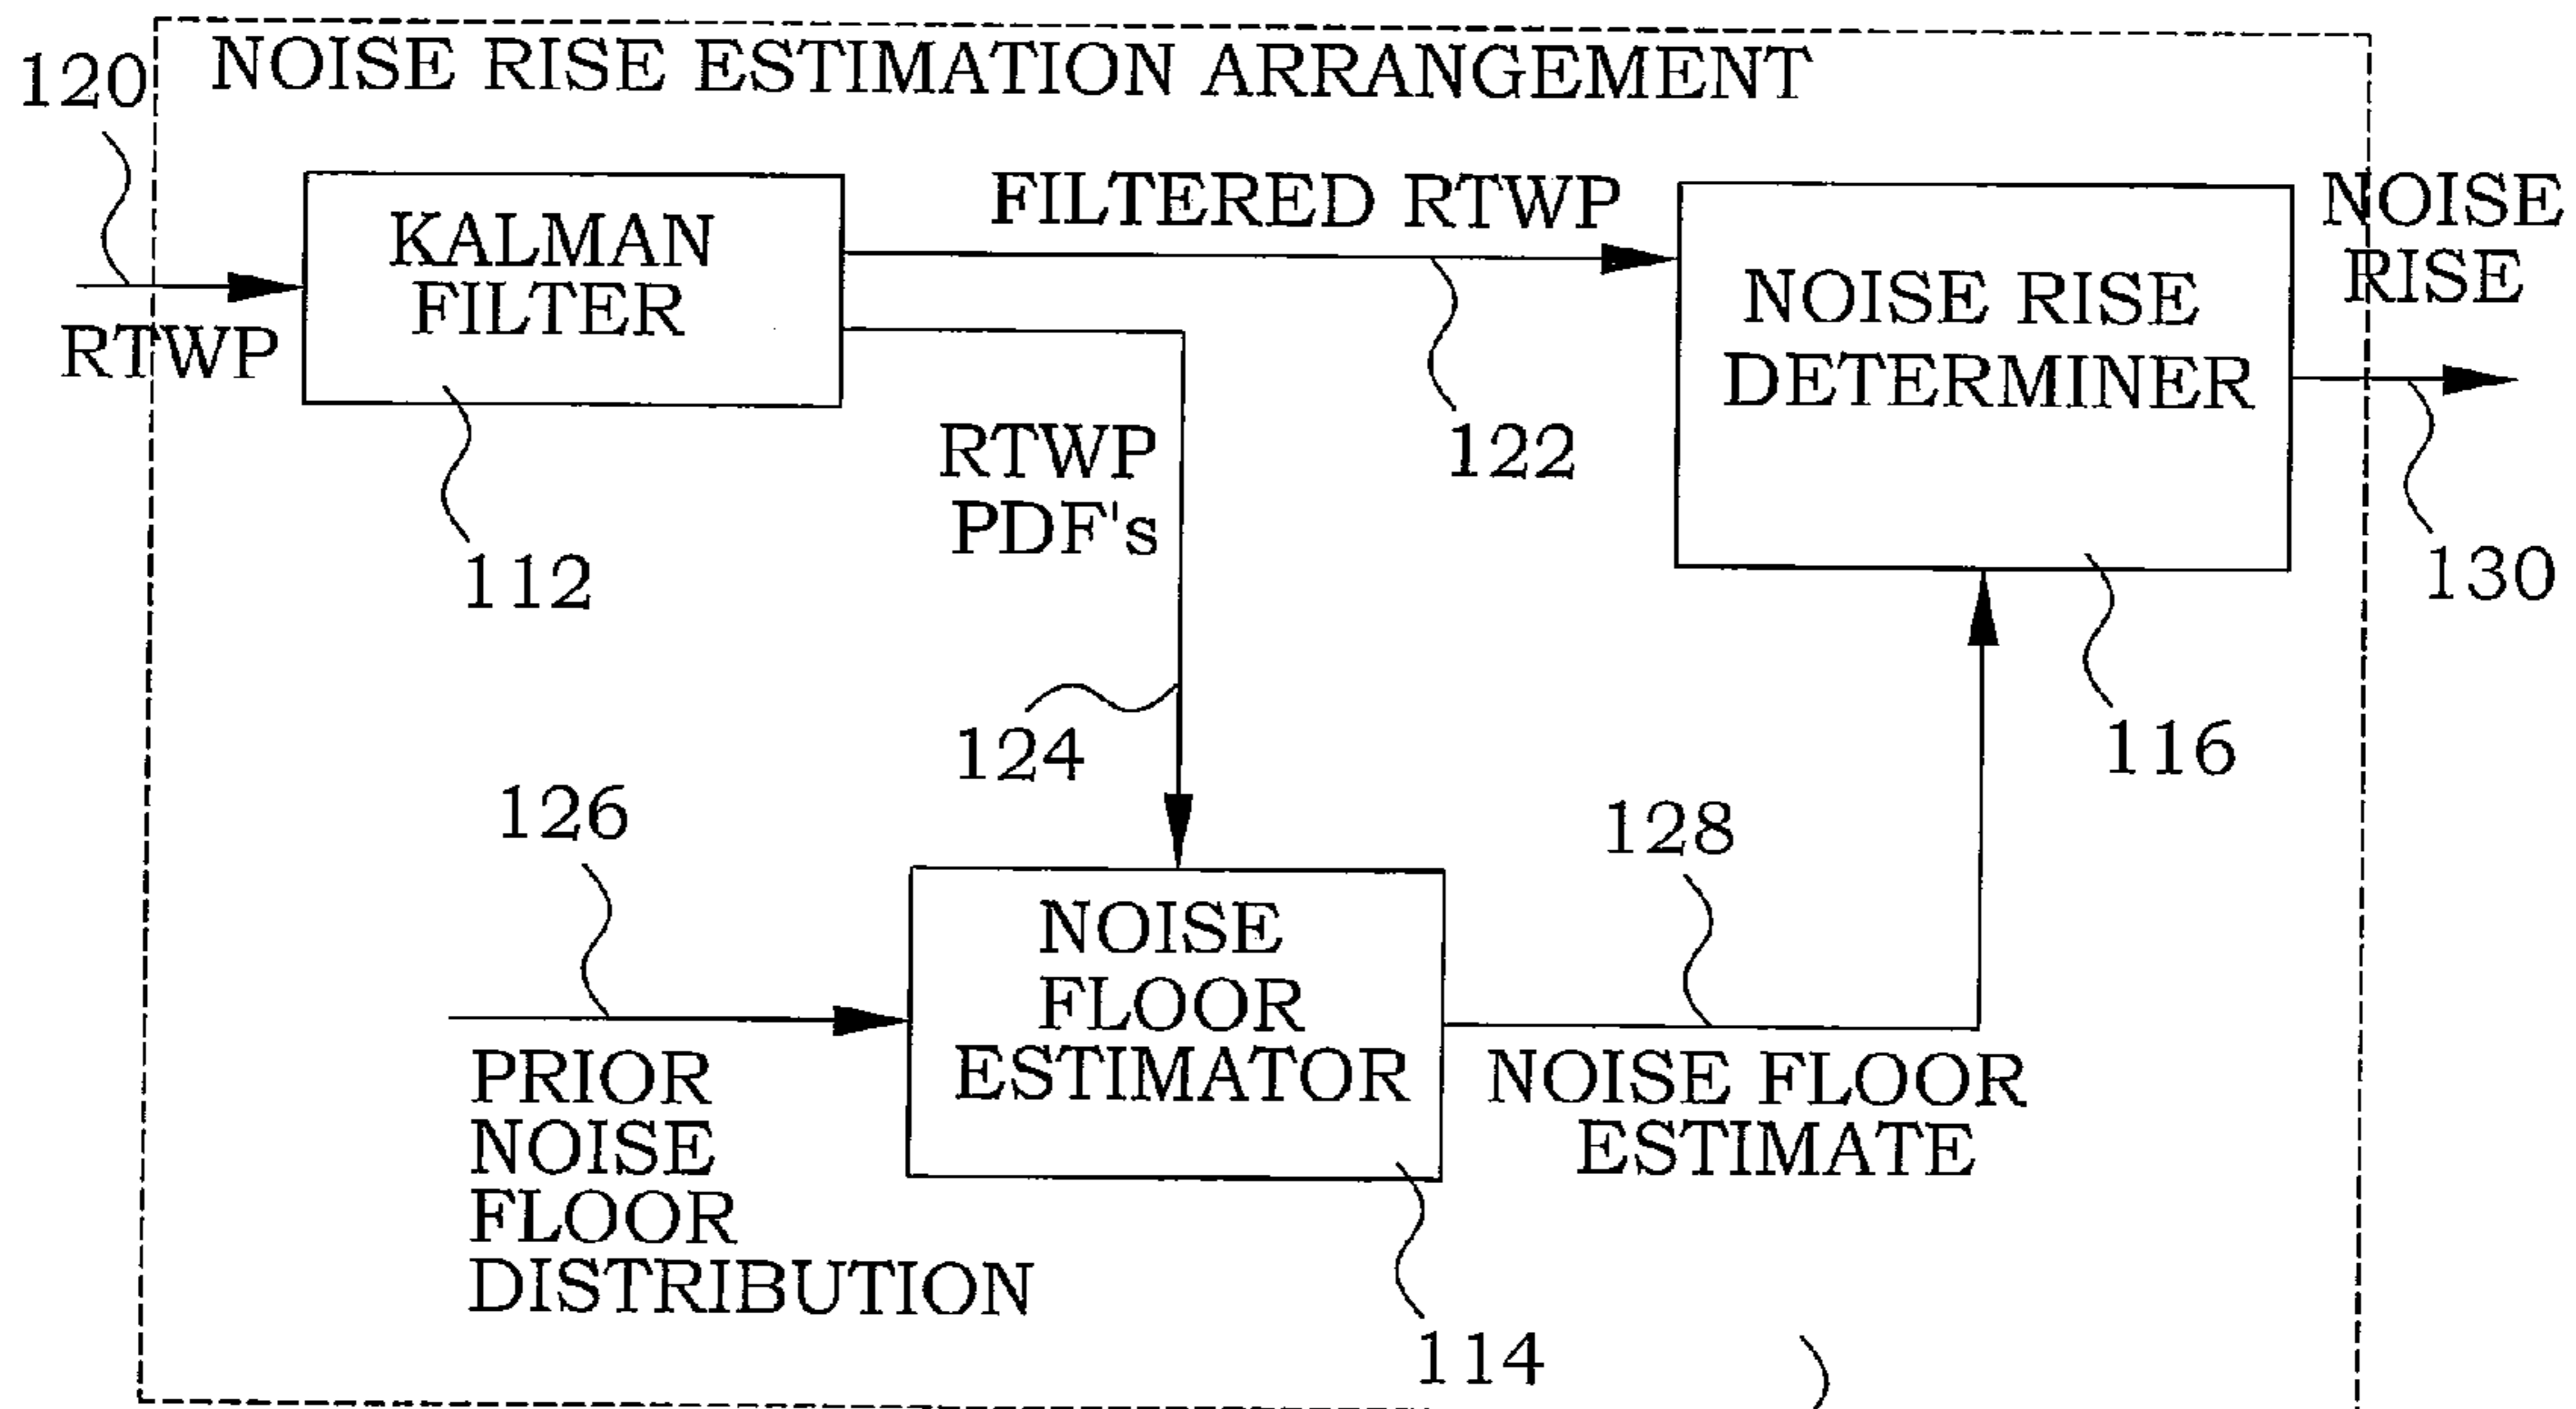 NOISE RISE ESTIMATION ARRANGEMENT
120
RTWP
KALMAN
FILTER
112
FILTERED RTWP
122
NOISE RISE
DETERMINER
116
NOISE
RISE
130
RTWP
PDF's
124
126
PRIOR
NOISE
FLOOR
DISTRIBUTION
NOISE
FLOOR
ESTIMATOR
114
128
NOISE FLOOR
ESTIMATE